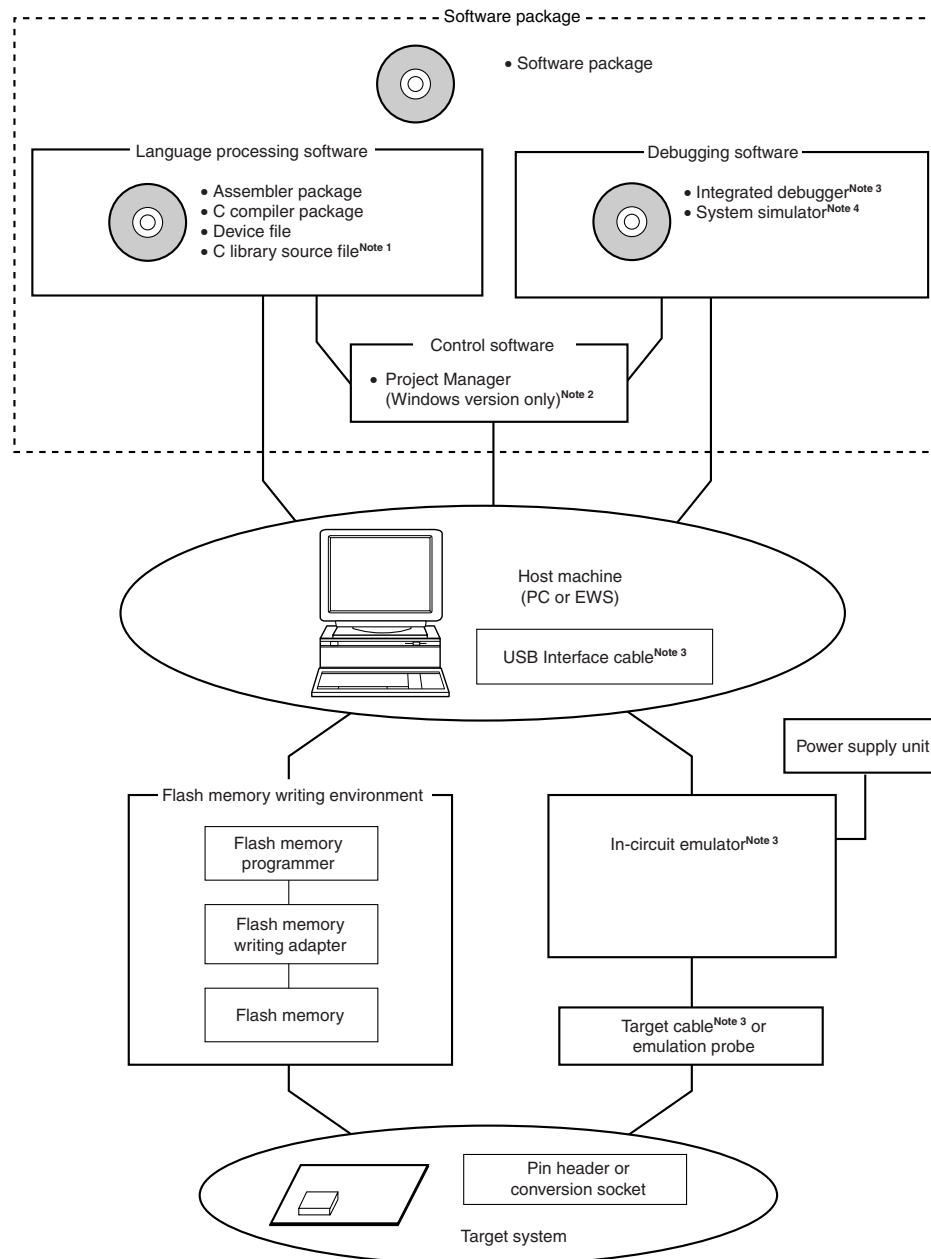 Software package
• Software package
Language processing software
• Assembler package
• C compiler package
• Device file
• C library source fileNote 1
Debugging software
• Integrated debuggerNote 3
• System simulatorNote 4
Control software
• Project Manager
(Windows version only)Note 2
Host machine
(PC or EWS)
USB Interface cableNote 3
Power supply unit
Flash memory writing environment
Flash memory
programmer
Flash memory
writing adapter
Flash memory
In-circuit emulatorNote 3
Target cableNote 3 or
emulation probe
Pin header or
conversion socket
Target system